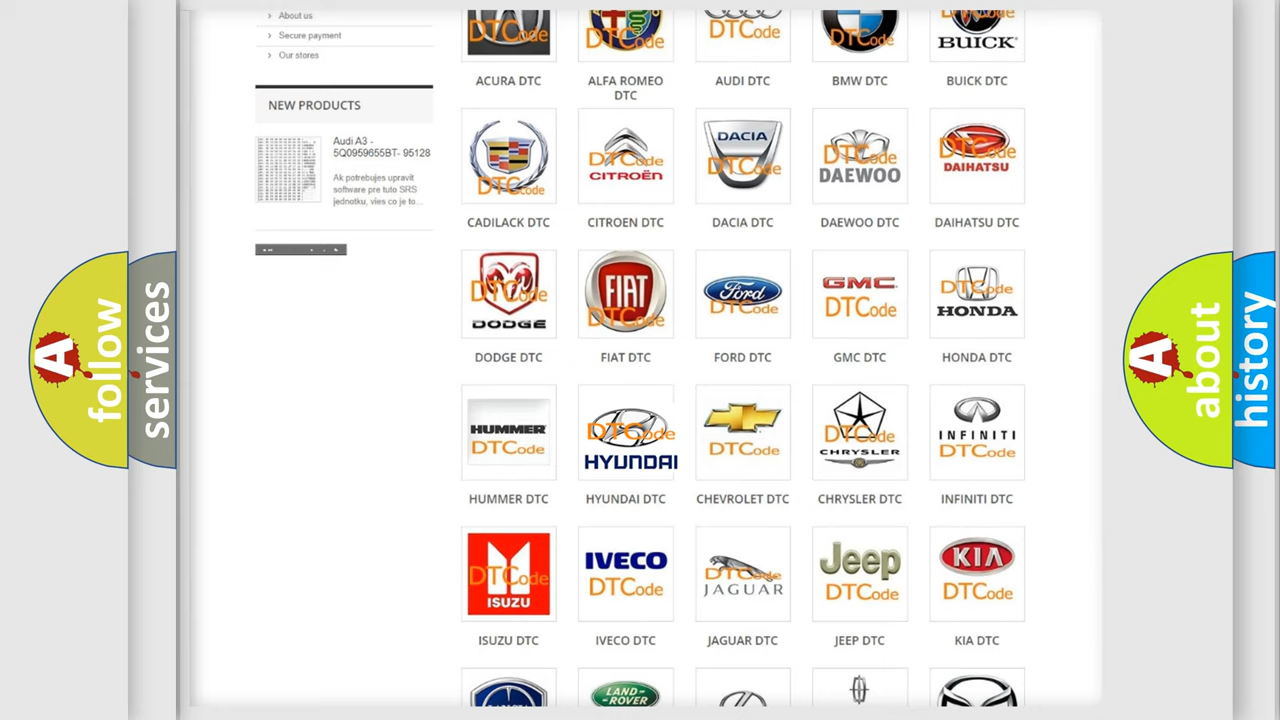 About us
Secure payment
Our stores
NEW PRODUCTS
Audi A3 -
5Q0959655BT- 95128
Ak potrebujes upravit
software pre tuto SRS
jednotku, vies co je to...
A
follow
services
A
about
history
DTCode
DTCode
DTCode
DTCode
BUICK
ACURA DTC
ALFA ROMEO
DTC
AUDI DTC
BMW DTC
BUICK DTC
DTCode
DTCode
CITROËN
DACIA
DTCode
DTCode
DAEWOO
DTCode
DAIHATSU
CADILACK DTC
CITROEN DTC
DACIA DTC
DAEWOO DTC
DAIHATSU DTC
DTCode
DODGE
FIAT
DTCode
Ford
DTCode
GMC
DTCode
DTCode
HONDA
DODGE DTC
FIAT DTC
FORD DTC
GMC DTC
HONDA DTC
HUMMER
DTCode
DTCode
HYUNDAI
DTCode
DTCode
CHRYSLER
INFINITI
DTCode
HUMMER DTC
HYUNDAI DTC
CHEVROLET DTC
CHRYSLER DTC
INFINITI DTC
DTCode
ISUZU
IVECO
DTCode
DTCode
JAGUAR
Jeep
DTCode
KIA
DTCode
ISUZU DTC
IVECO DTC
JAGUAR DTC
JEEP DTC
KIA DTC
LAND-
ROVER